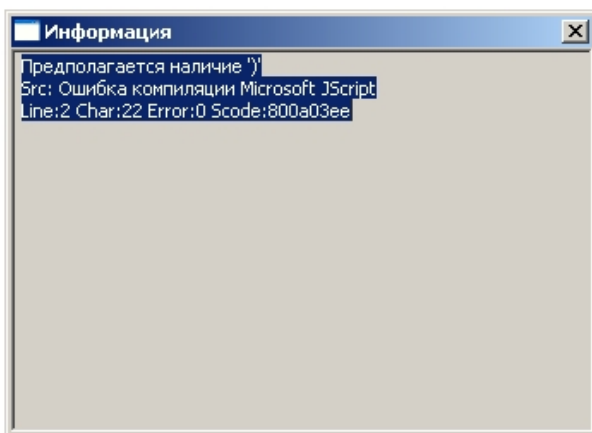 Информация
Предполагается наличие ')'
Src: Ошибка компиляции Microsoft JScript
Line:2 Char:22 Error:0 Scode:800a03ee